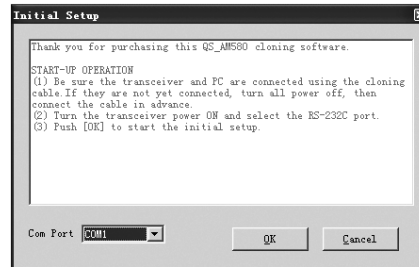 Initial Setup
Thank you for purchasing this QS_AM580 cloning software.
START-UP OPERATION
(1) Be sure the transceiver and PC are connected using the cloning
cable.If they are not yet connected, turn all power off, then
connect the cable in advance.
(2) Turn the transceiver power ON and select the RS-232C port.
(3) Push [OK] to start the initial setup.
Com Port COM1 OK Cancel